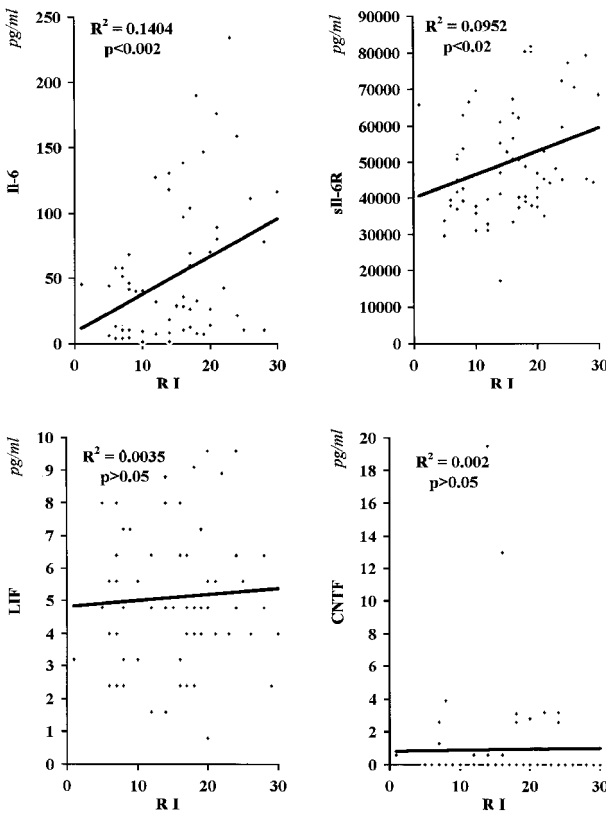 pg/ml
R² = 0.1404
p<0.002
250
200
150
100
50
0
Il-6
0 10 20 30
R I
pg/ml
R² = 0.0952
p<0.02
90000
80000
70000
60000
50000
40000
30000
20000
10000
0
sIl-6R
0 10 20 30
R I
pg/ml
R² = 0.0035
p>0.05
10
9
8
7
6
5
4
3
2
1
0
LIF
0 10 20 30
R I
pg/ml
R² = 0.002
p>0.05
20
18
16
14
12
10
8
6
4
2
0
CNTF
0 10 20 30
R I